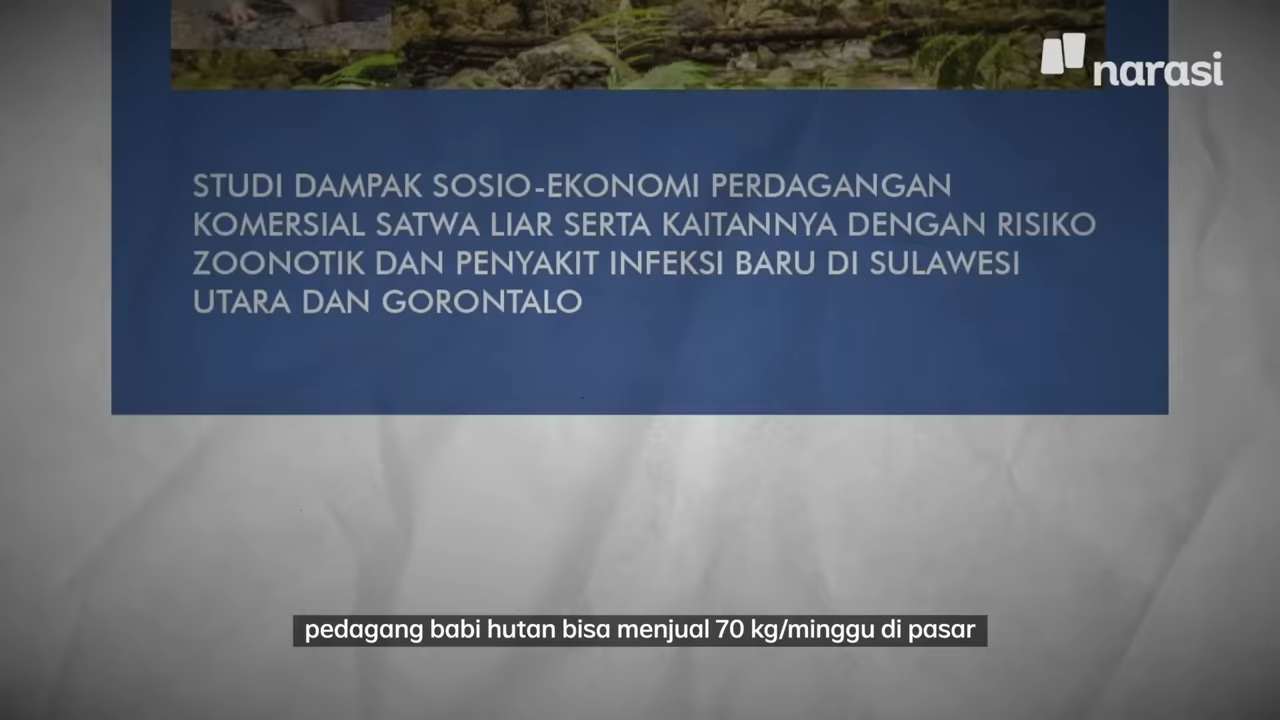 narasi
STUDI DAMPAK SOSIO-EKONOMI PERDAGANGAN
KOMERSIAL SATWA LIAR SERTA KAITANNYA DENGAN RISIKO
ZOONOTIK DAN PENYAKIT INFEKSI BARU DI SULAWESI
UTARA DAN GORONTALO
pedagang babi hutan bisa menjual 70 kg/minggu di pasar